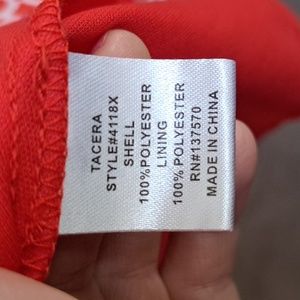 TACERA
STYLE#4118X
SHELL
100%POLYESTER
LINING
100%POLYESTER
RN#137570
MADE IN CHINA